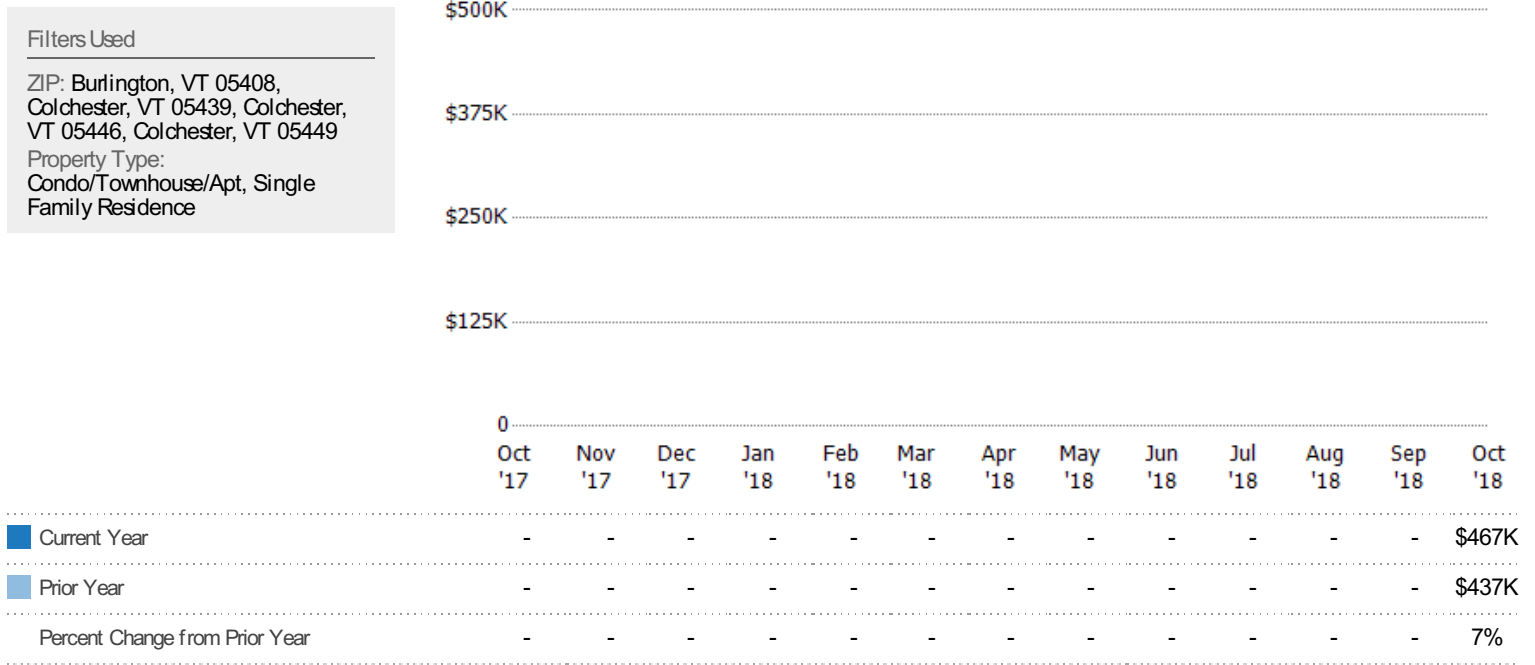 Filters Used
ZIP: Burlington, VT 05408,
Colchester, VT 05439, Colchester,
VT 05446, Colchester, VT 05449
Property Type:
Condo/Townhouse/Apt, Single
Family Residence
$500K
$375K
$250K
$125K
0
Oct Nov Dec Jan Feb Mar Apr May Jun Jul Aug Sep Oct
'17 '17 '17 '18 '18 '18 '18 '18 '18 '18 '18 '18 '18
Current Year - - - - - - - - - - - - $467K
Prior Year - - - - - - - - - - - - $437K
Percent Change from Prior Year - - - - - - - - - - - - 7%